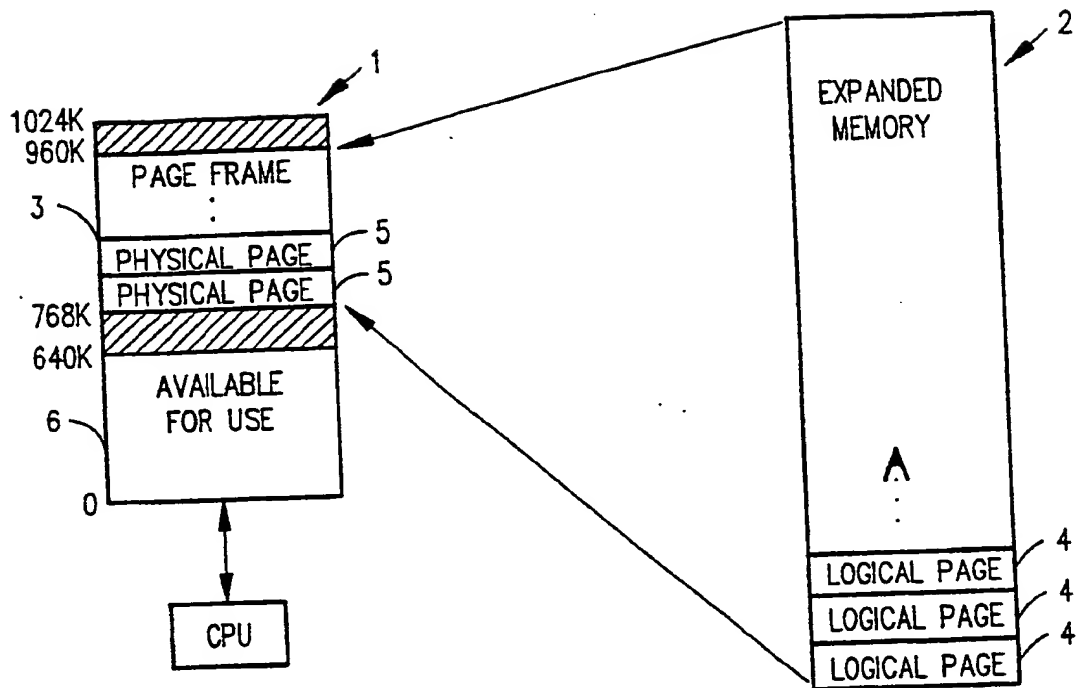 1
1024K
960K
PAGE FRAME
3
PHYSICAL PAGE
5
PHYSICAL PAGE
5
768K
640K
AVAILABLE
FOR USE
6
0
CPU
2
EXPANDED
MEMORY
LOGICAL PAGE
4
LOGICAL PAGE
4
LOGICAL PAGE
4